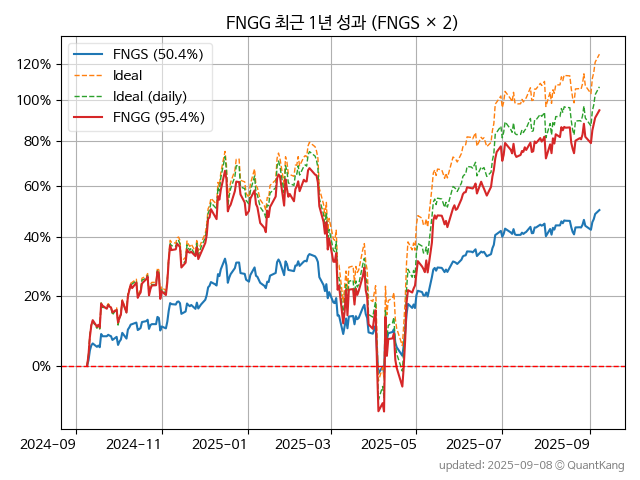 FNGG 최근 1년 성과 (FNGS × 2)
FNGS (50.4%)
Ideal
Ideal (daily)
FNGG (95.4%)
120%
100%
80%
60%
40%
20%
0%
2024-09 2024-11 2025-01 2025-03 2025-05 2025-07 2025-09
updated: 2025-09-08 © QuantKang